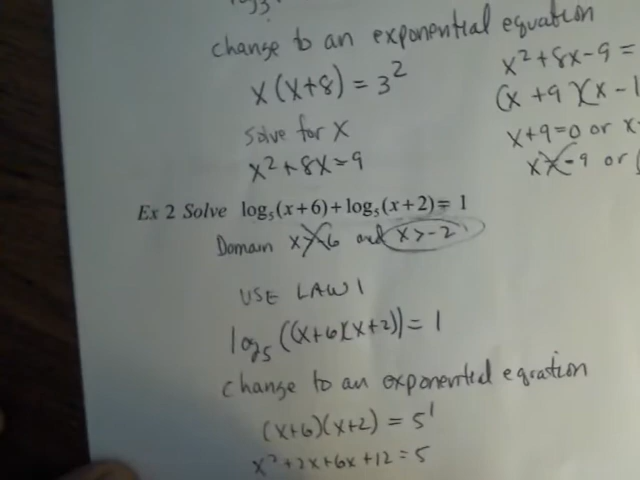 log₃
change to an exponential equation
x(x+8) = 3²
solve for x
x² + 8x = 9
x² + 8x - 9 =
(x + 9)(x - 1
x + 9 = 0 or x
x -9 or
Ex 2 Solve log₅(x+6)+log₅(x+2)= 1
Domain x > -6 and x > -2
USE LAW 1
log₅((x+6)(x+2)) = 1
change to an exponential equation
(x+6)(x+2) = 5¹
x² + 2x + 6x + 12 = 5